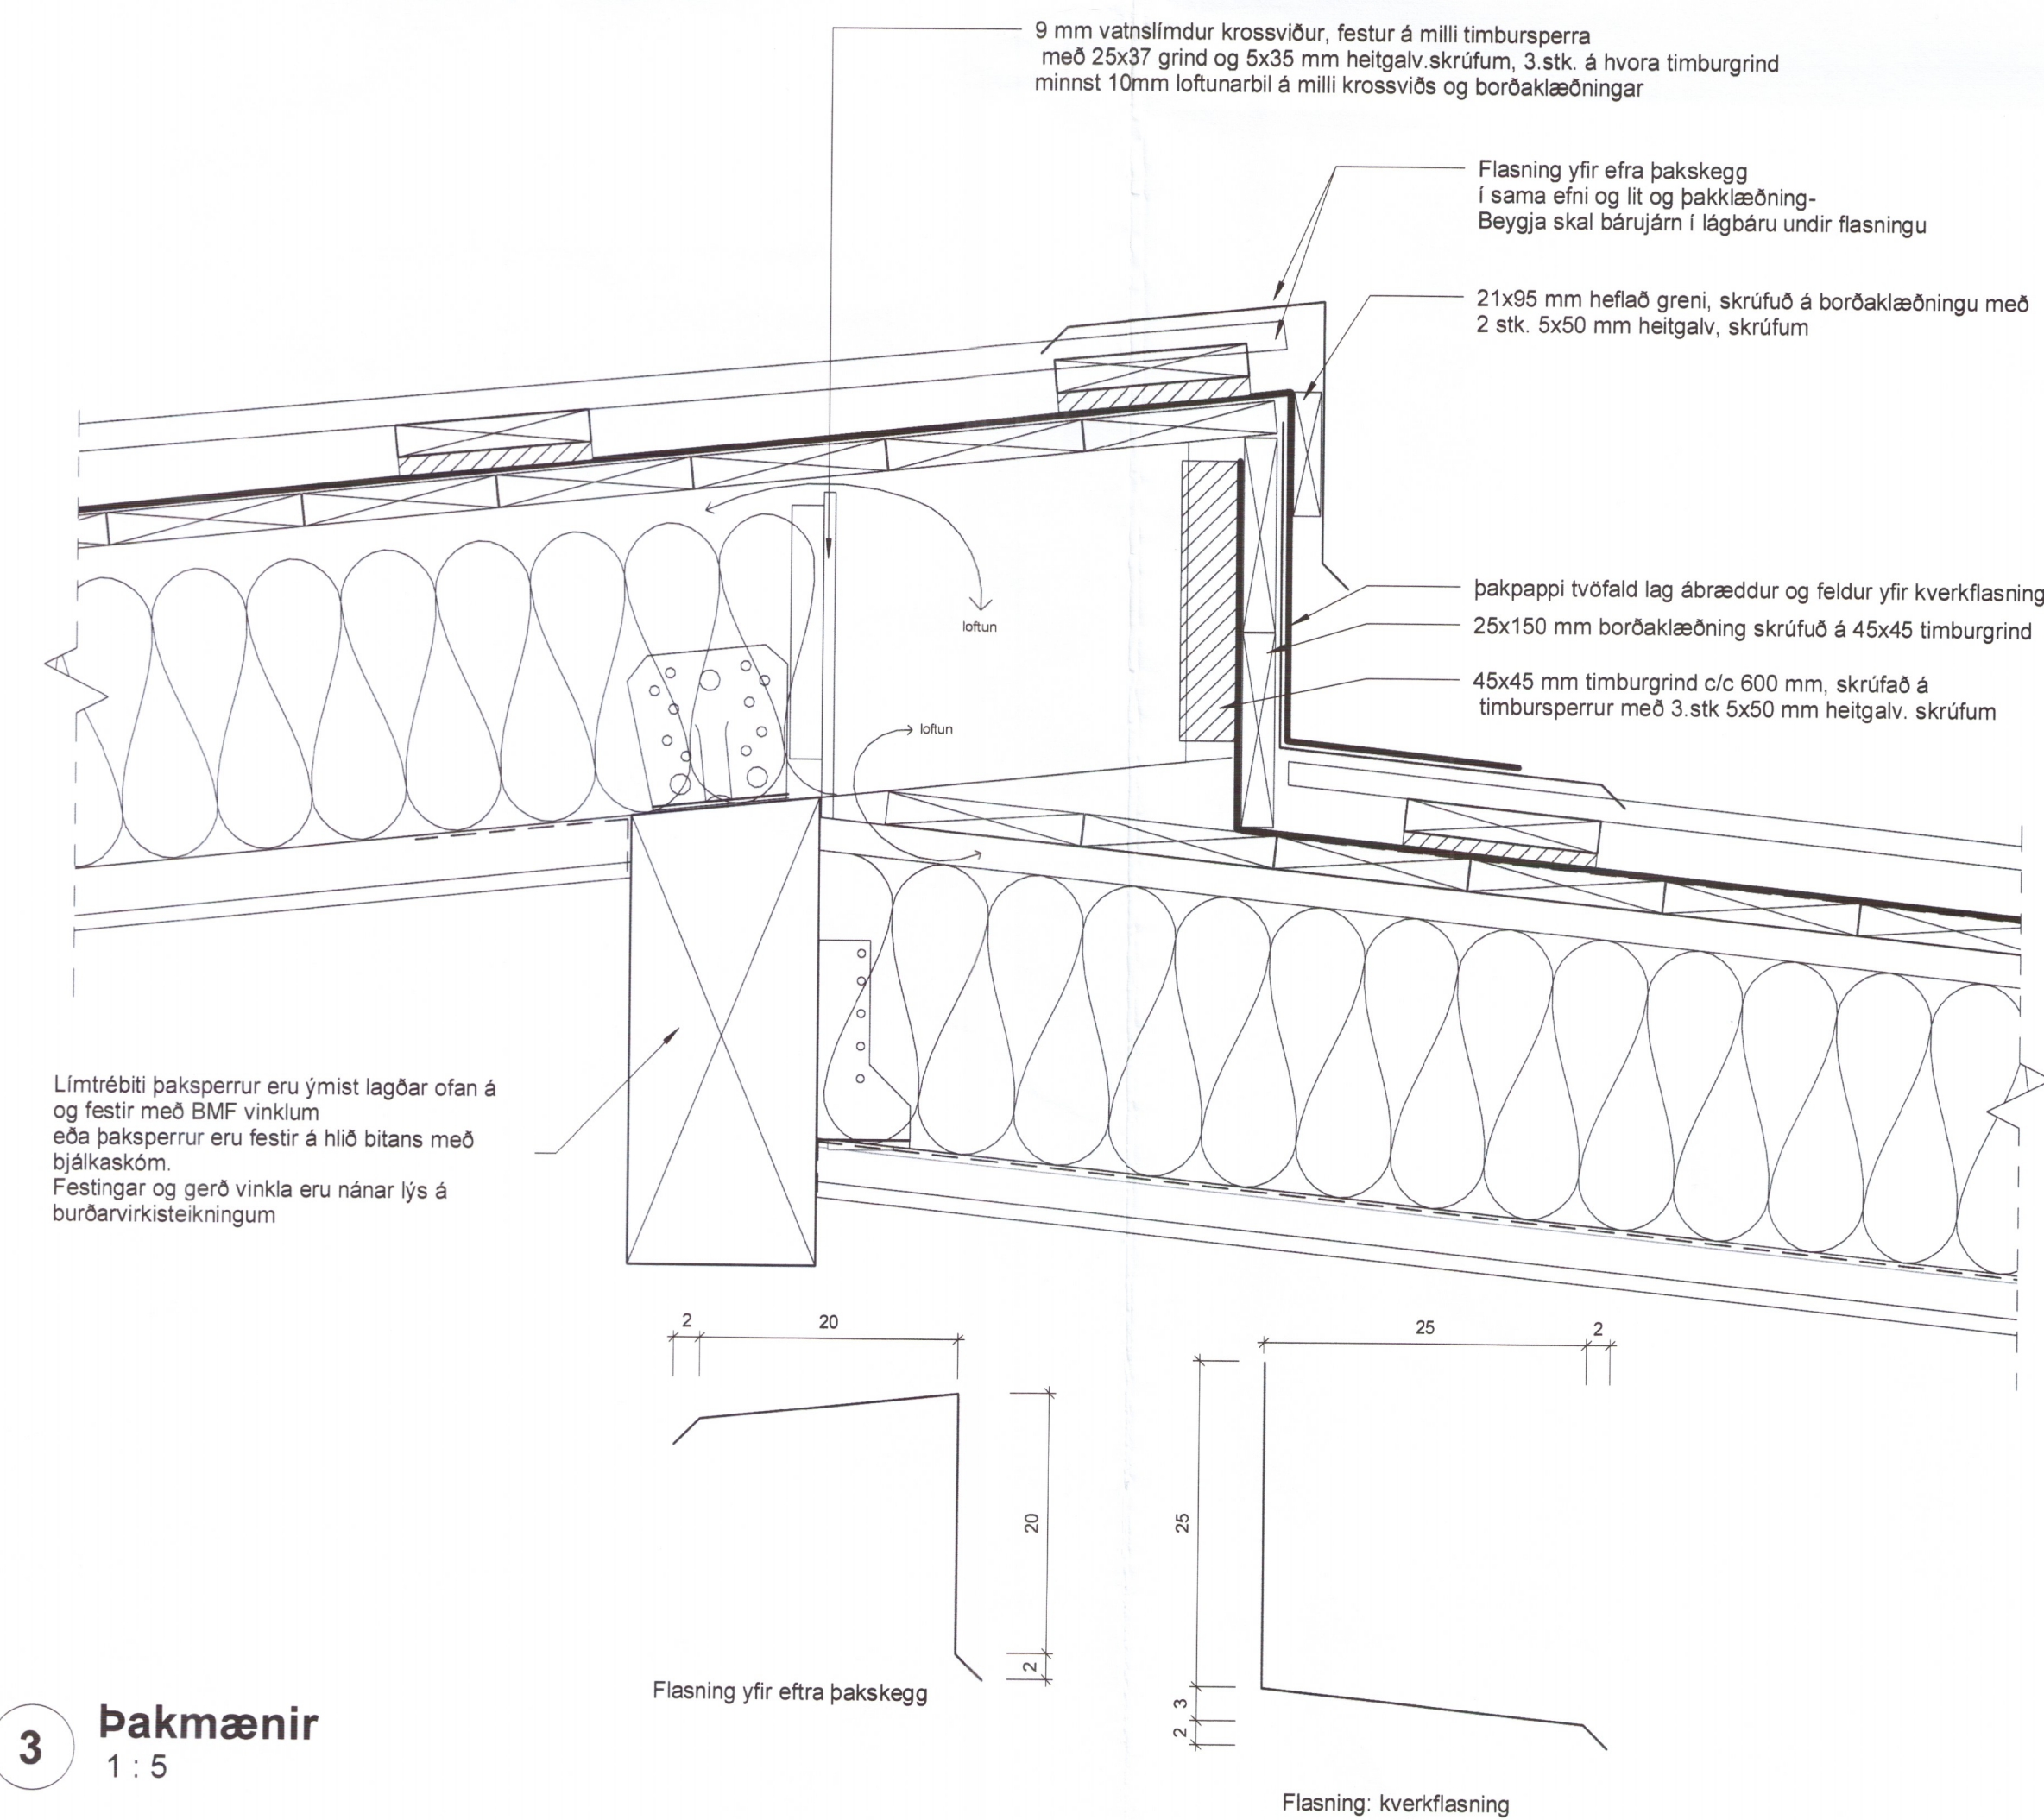 9 mm vatnslímdur krossviður, festur á milli timbursperra
með 25x37 grind og 5x35 mm heitgalv.skrúfum, 3.stk. á hvora timburgrind
minnst 10mm loftunarbil á milli krossviðs og borðaklæðningar
Flasning yfir efra þakskegg
í sama efni og lit og þakklæðning-
Beygja skal bárujárn í lágbáru undir flasningu
21x95 mm heflað greni, skrúfuð á borðaklæðningu með
2 stk. 5x50 mm heitgalv, skrúfum
þakpappi tvöfald lag ábræddur og feldur yfir kverkflasning
25x150 mm borðaklæðning skrúfuð á 45x45 timburgrind
45x45 mm timburgrind c/c 600 mm, skrúfað á
timbursperrur með 3.stk 5x50 mm heitgalv. skrúfum
loftun
loftun
Límtrébiti þaksperrur eru ýmist lagðar ofan á
og festir með BMF vinklum
eða þaksperrur eru festir á hlið bitans með
bjálkaskóm.
Festingar og gerð vinkla eru nánar lýs á
burðarvirkisteikningum
2
20
20
2
Flasning yfir eftra þakskegg
25
2
25
3
2
Flasning: kverkflasning
3
Þakmænir
1 : 5